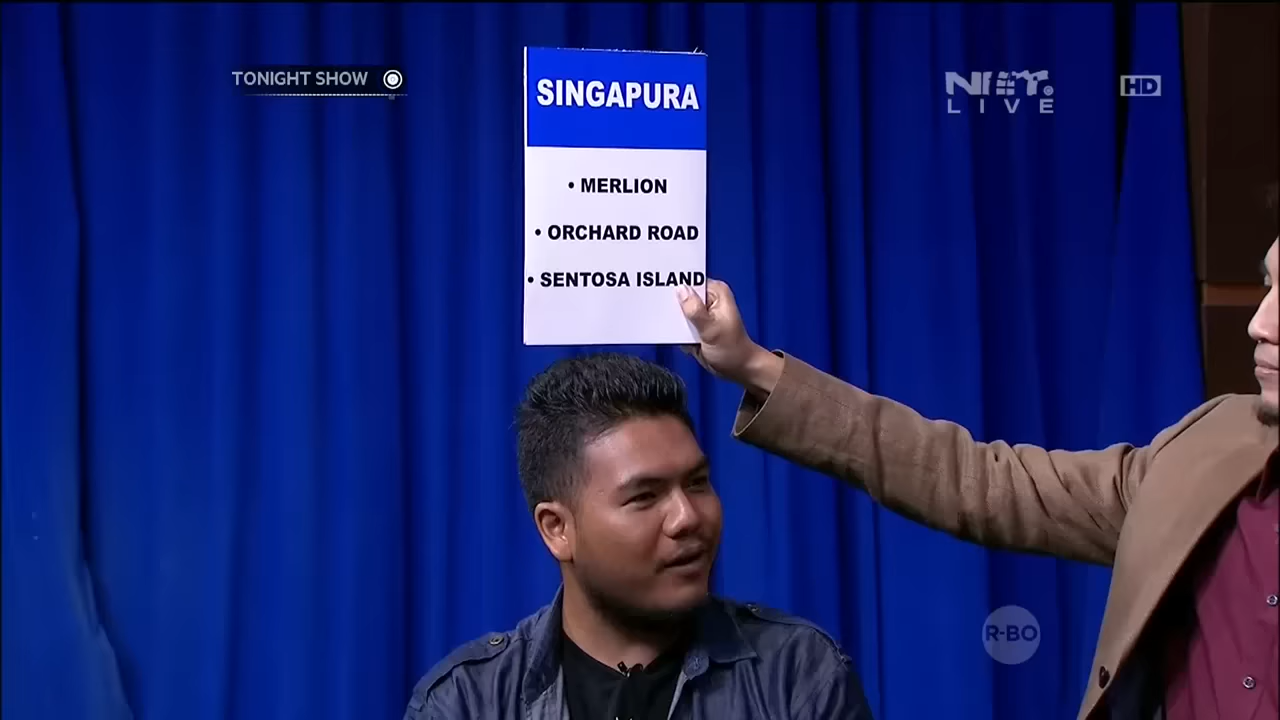 TONIGHT SHOW
NET.
LIVE
HD
SINGAPURA
• MERLION
• ORCHARD ROAD
• SENTOSA ISLAND
R-BO